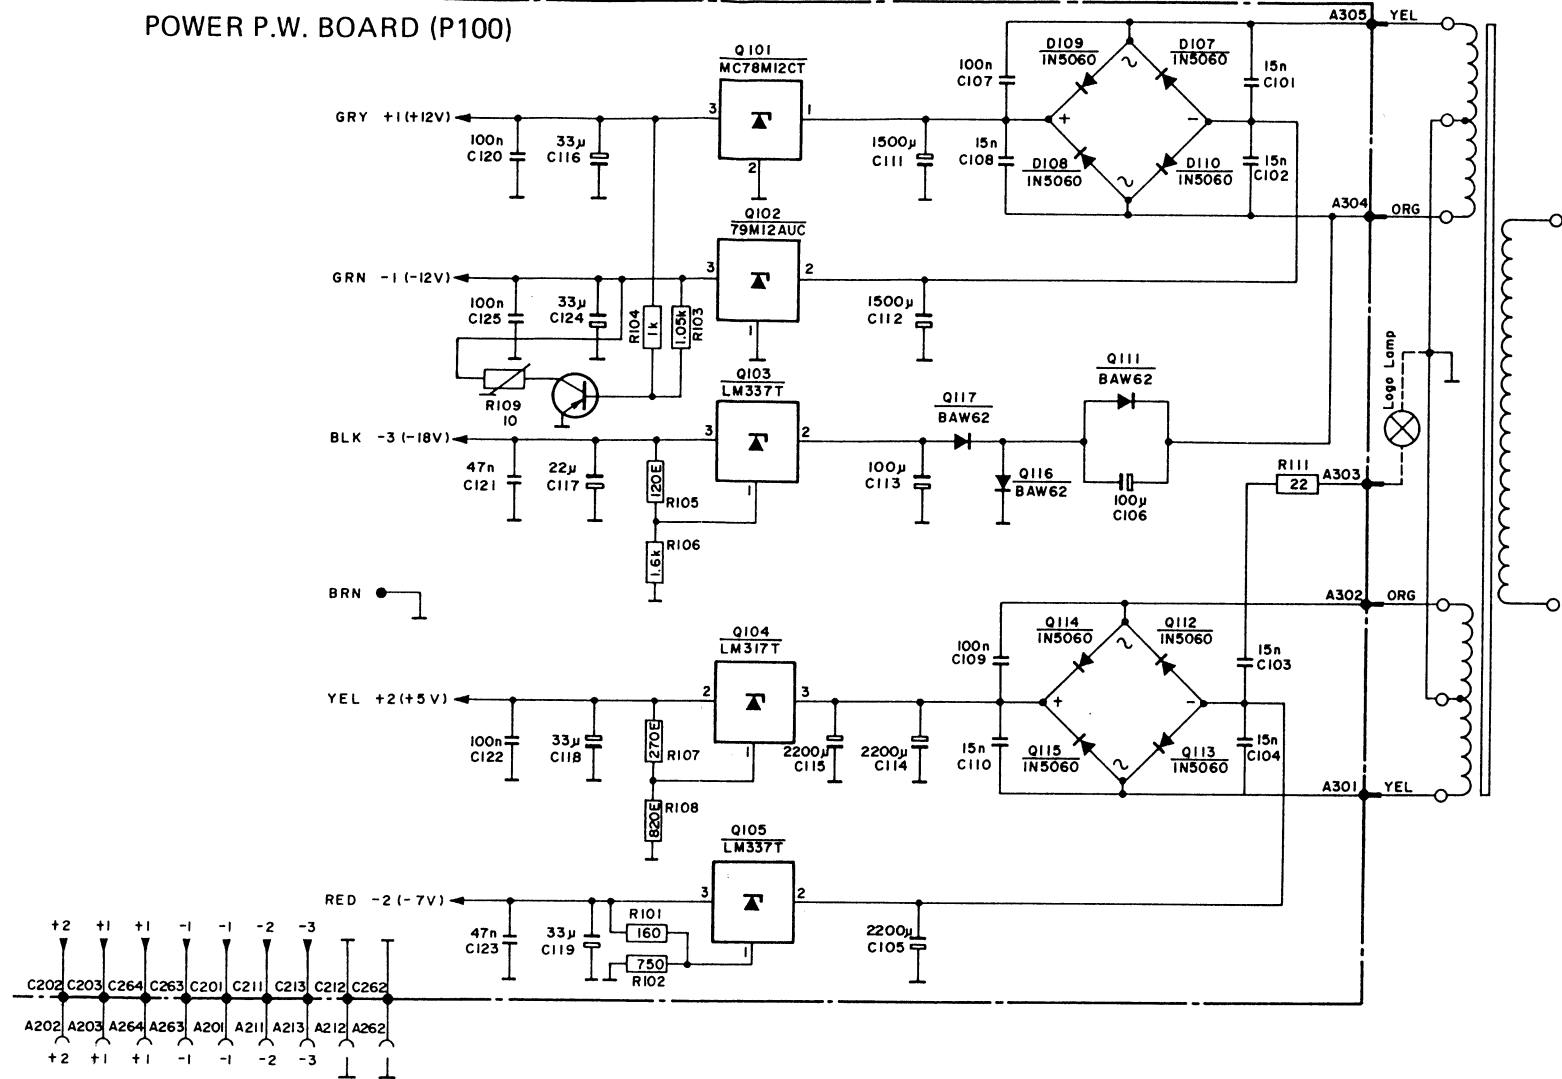 POWER P.W. BOARD (P100)
A305 YEL
Q101
MC78M12CT
D109
1N5060
D107
1N5060
100n
C107
15n
C101
GRY +1 (+12V)
3
1
2
100n
C120
33µ
C116
1500µ
C111
15n
C108
+
-
~
~
D108
1N5060
D110
1N5060
15n
C102
A304 ORG
Q102
79M12AUC
GRN -1 (-12V)
3
2
1
100n
C125
33µ
C124
R104
1k
1.05k
R103
1500µ
C112
R109
10
Q103
LM337T
Q117
BAW62
Q111
BAW62
Logo Lamp
BLK -3 (-18V)
3
2
1
47n
C121
22µ
C117
120E
R105
100µ
C113
Q116
BAW62
100µ
C106
R111
22
A303
R106
1.6k
BRN
A302 ORG
Q104
LM317T
Q114
1N5060
Q112
1N5060
100n
C109
15n
C103
YEL +2 (+5V)
2
3
1
100n
C122
33µ
C118
270E
R107
2200µ
C115
2200µ
C114
15n
C110
+
-
~
~
Q115
1N5060
Q113
1N5060
15n
C104
A301 YEL
R108
820E
Q105
LM337T
RED -2 (-7V)
3
2
1
47n
C123
33µ
C119
R101
160
750
R102
2200µ
C105
+2 +1 +1 -1 -1 -2 -3
C202 C203 C264 C263 C201 C211 C213 C212 C262
A202 A203 A264 A263 A201 A211 A213 A212 A262
+2 +1 +1 -1 -1 -2 -3